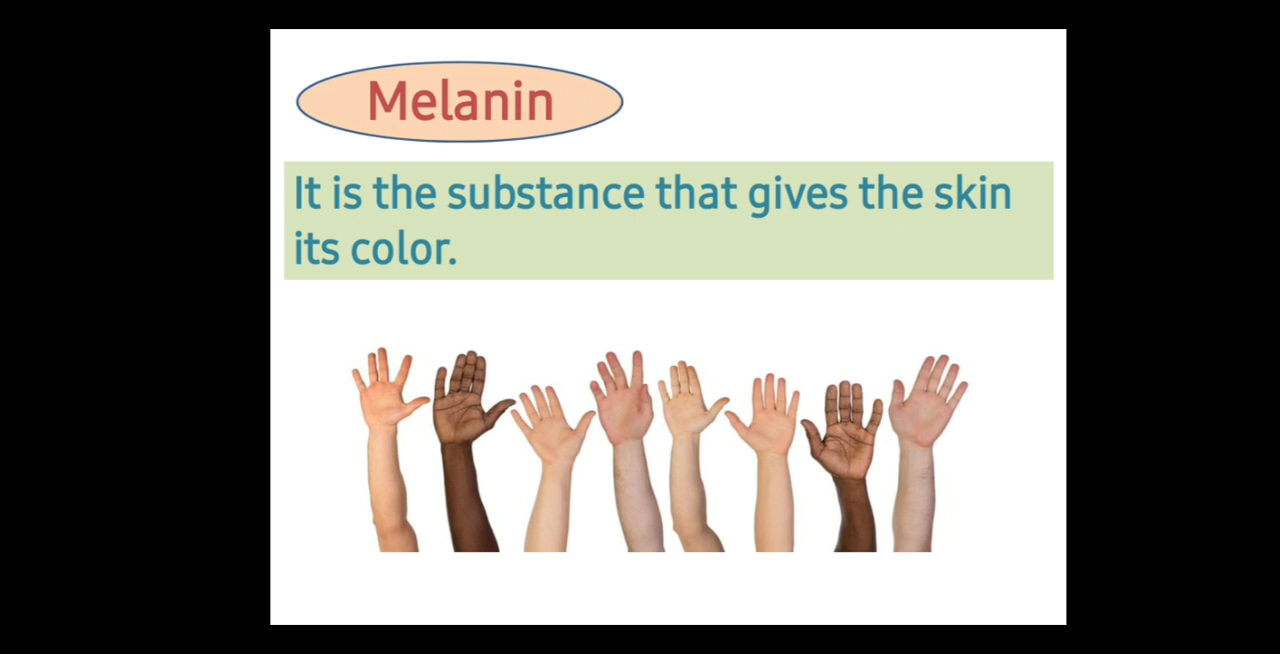 Melanin
It is the substance that gives the skin
its color.